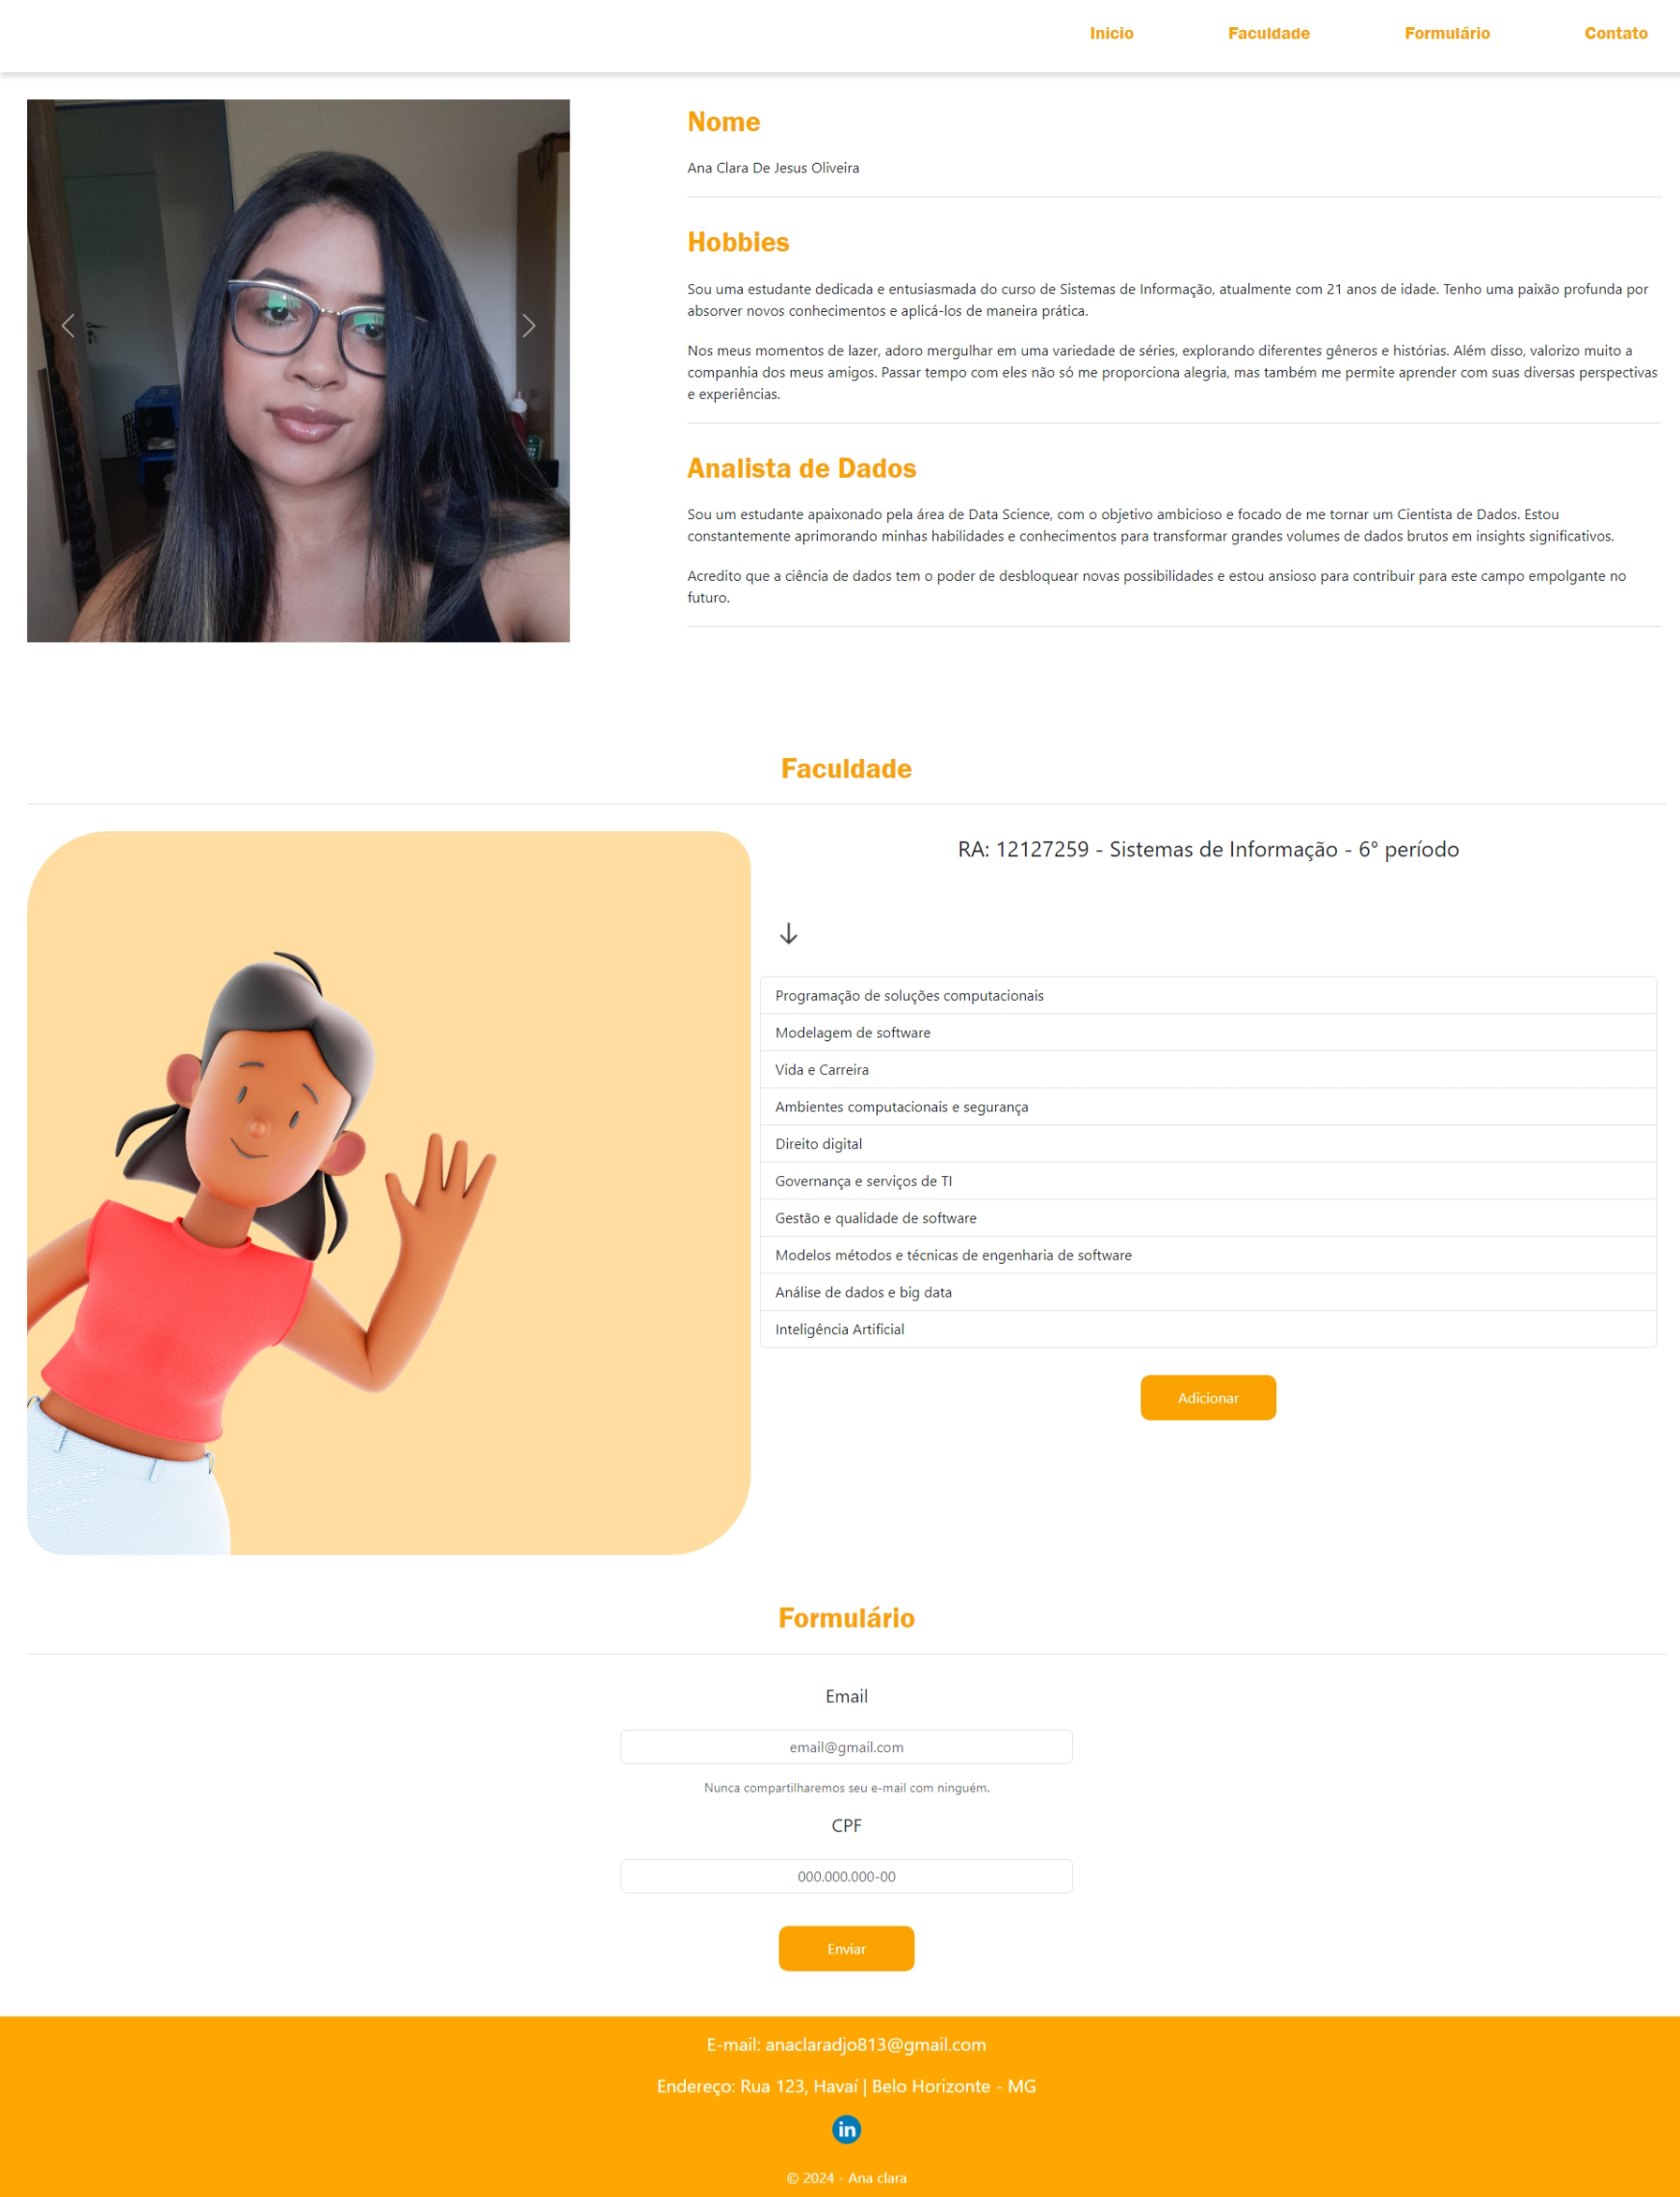 Inicio
Faculdade
Formulário
Contato
Nome
Ana Clara De Jesus Oliveira
Hobbies
Sou uma estudante dedicada e entusiasmada do curso de Sistemas de Informação, atualmente com 21 anos de idade. Tenho uma paixão profunda por
absorver novos conhecimentos e aplicá-los de maneira prática.
Nos meus momentos de lazer, adoro mergulhar em uma variedade de séries, explorando diferentes gêneros e histórias. Além disso, valorizo muito a
companhia dos meus amigos. Passar tempo com eles não só me proporciona alegria, mas também me permite aprender com suas diversas perspectivas
e experiências.
Analista de Dados
Sou um estudante apaixonado pela área de Data Science, com o objetivo ambicioso e focado de me tornar um Cientista de Dados. Estou
constantemente aprimorando minhas habilidades e conhecimentos para transformar grandes volumes de dados brutos em insights significativos.
Acredito que a ciência de dados tem o poder de desbloquear novas possibilidades e estou ansioso para contribuir para este campo empolgante no
futuro.
Faculdade
RA: 12127259 - Sistemas de Informação - 6° período
Programação de soluções computacionais
Modelagem de software
Vida e Carreira
Ambientes computacionais e segurança
Direito digital
Governança e serviços de TI
Gestão e qualidade de software
Modelos métodos e técnicas de engenharia de software
Análise de dados e big data
Inteligência Artificial
Adicionar
Formulário
Email
email@gmail.com
Nunca compartilharemos seu e-mail com ninguém.
CPF
000.000.000-00
Enviar
E-mail: anaclaradjo813@gmail.com
Endereço: Rua 123, Havaí | Belo Horizonte - MG
in
© 2024 - Ana clara